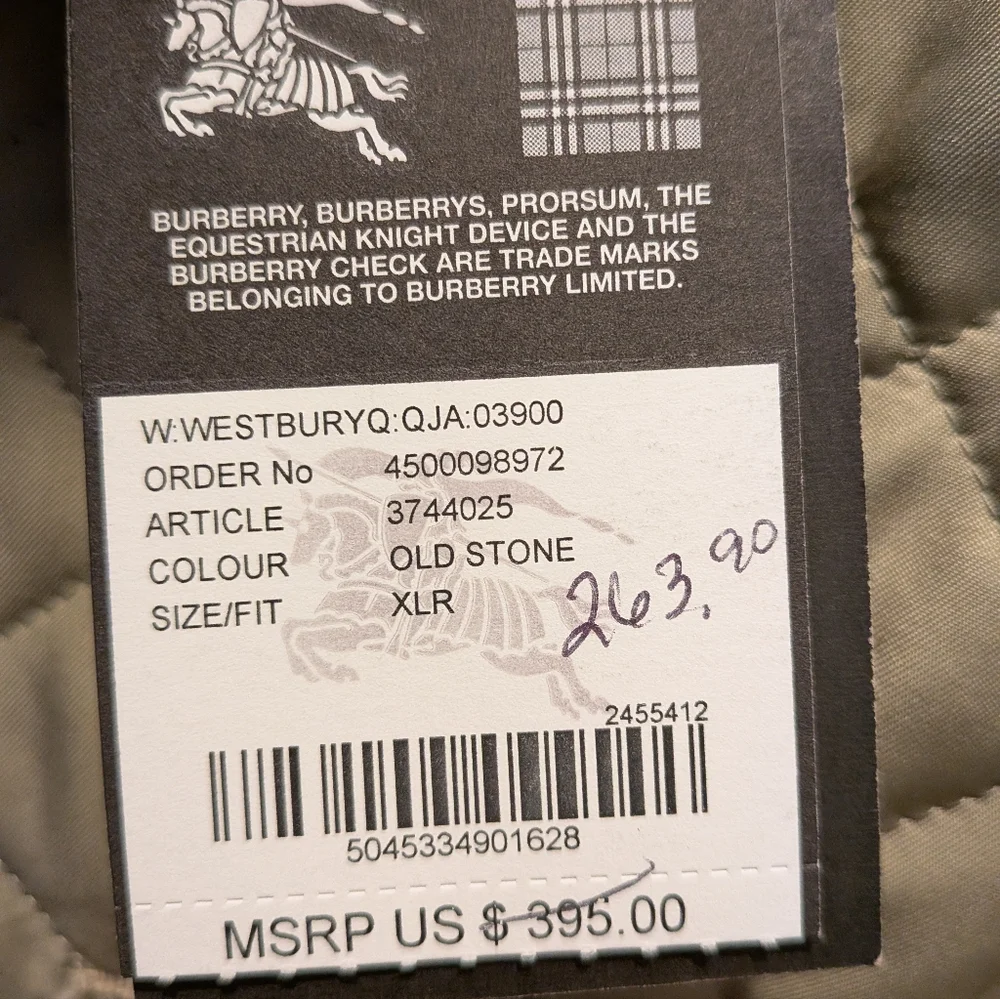 BURBERRY, BURBERRYS, PRORSUM, THE
EQUESTRIAN KNIGHT DEVICE AND THE
BURBERRY CHECK ARE TRADE MARKS
BELONGING TO BURBERRY LIMITED.
W:WESTBURYQ:QJA:03900
ORDER No 4500098972
ARTICLE 3744025
COLOUR OLD STONE
SIZE/FIT XLR
263.90
2455412
5045334901628
MSRP US $ 395.00